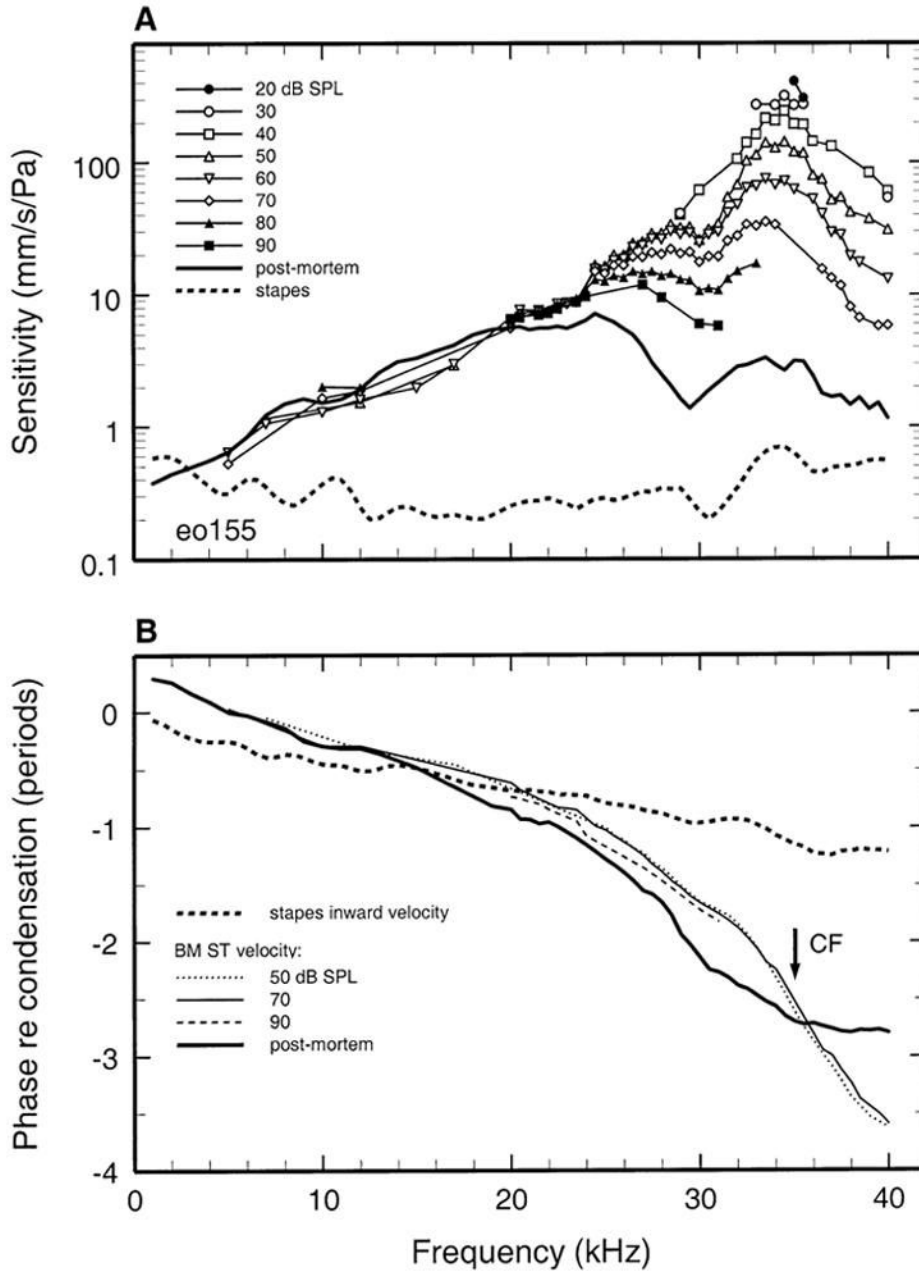 A
Sensitivity (mm/s/Pa)
100
10
1
0.1
20 dB SPL
30
40
50
60
70
80
90
post-mortem
stapes
eo155
B
Phase re condensation (periods)
0
-1
-2
-3
-4
stapes inward velocity
BM ST velocity:
50 dB SPL
70
90
post-mortem
CF
0
10
20
30
40
Frequency (kHz)